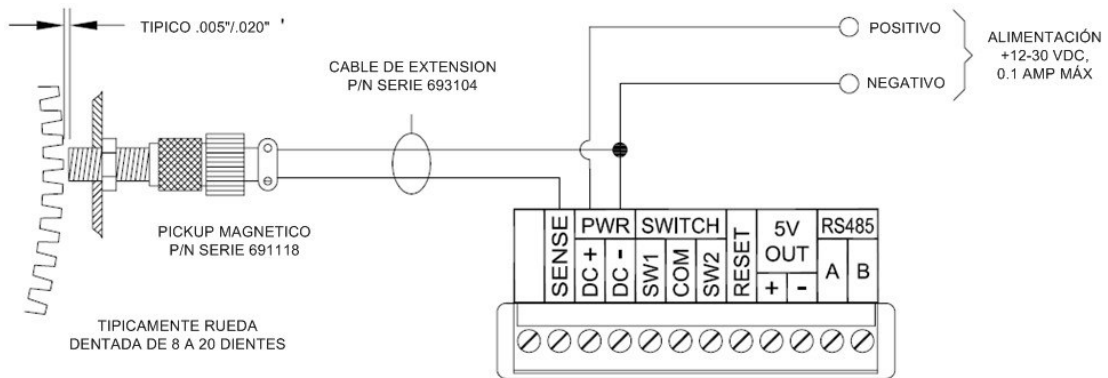 TIPICO .005"/.020" '
POSITIVO
ALIMENTACIÓN
+12-30 VDC,
0.1 AMP MÁX
NEGATIVO
CABLE DE EXTENSION
P/N SERIE 693104
PICKUP MAGNETICO
P/N SERIE 691118
TIPICAMENTE RUEDA
DENTADA DE 8 A 20 DIENTES
SENSE
PWR
DC +
DC -
SWITCH
SW1
COM
SW2
RESET
5V
OUT
+ -
RS485
A B